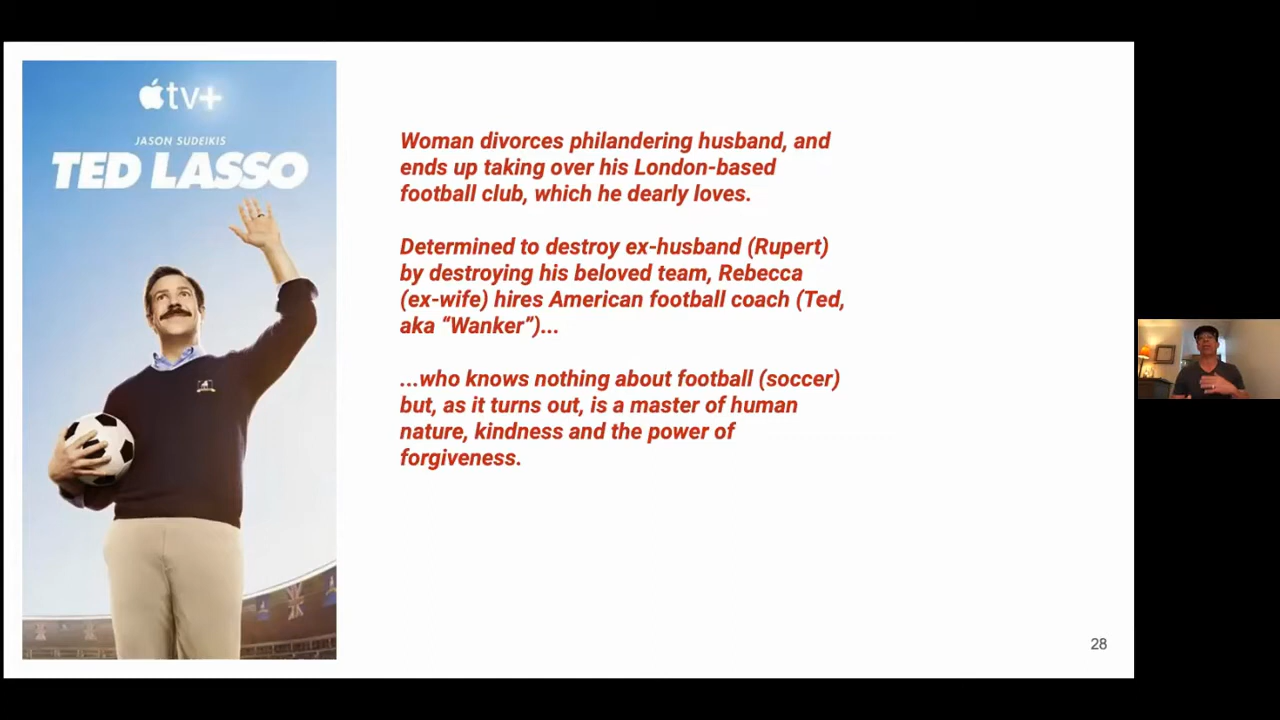 tv+
JASON SUDEIKIS
TED LASSO
Woman divorces philandering husband, and
ends up taking over his London-based
football club, which he dearly loves.
Determined to destroy ex-husband (Rupert)
by destroying his beloved team, Rebecca
(ex-wife) hires American football coach (Ted,
aka “Wanker”)...
...who knows nothing about football (soccer)
but, as it turns out, is a master of human
nature, kindness and the power of
forgiveness.
28